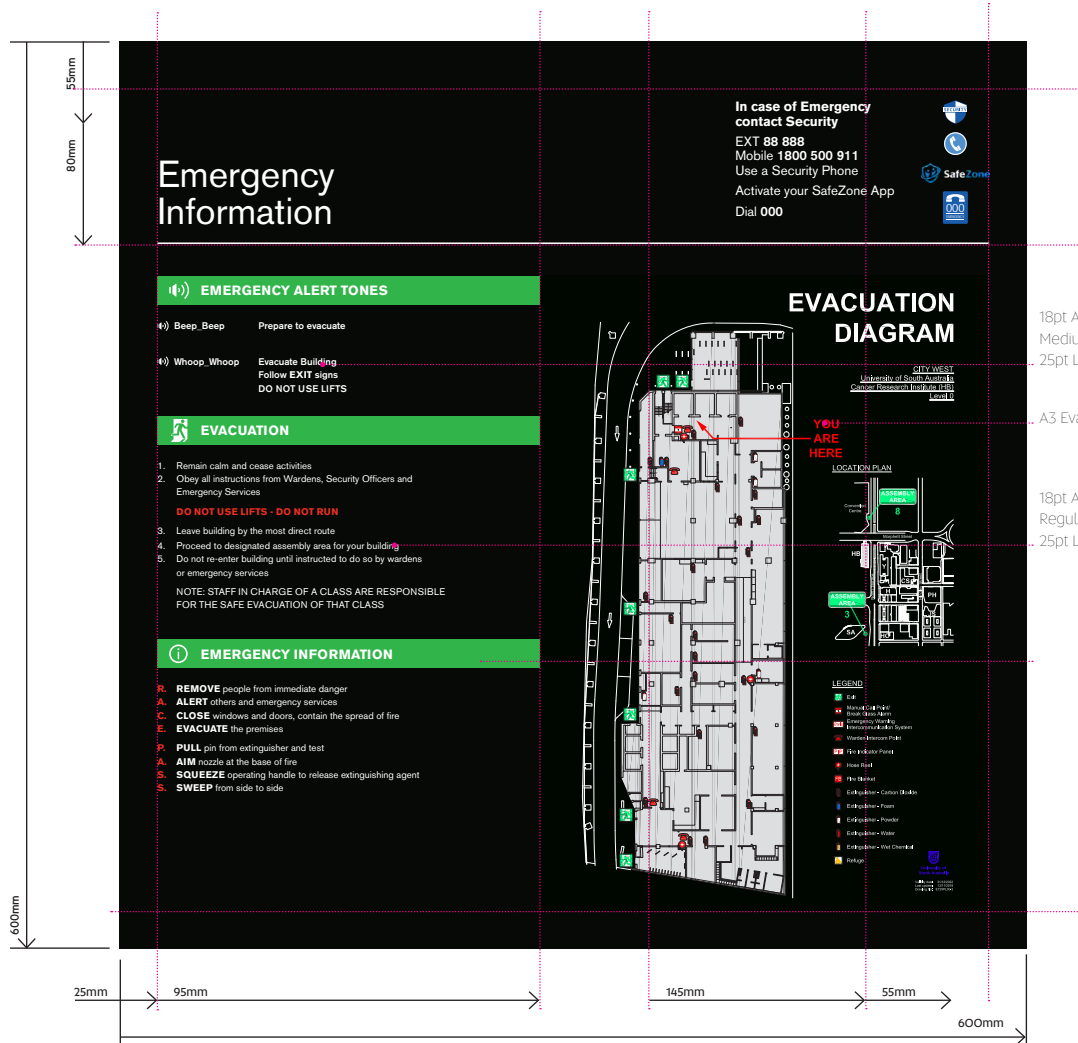 55mm
80mm
600mm
In case of Emergency
contact Security
EXT 88 888
Mobile 1800 500 911
Use a Security Phone
Activate your SafeZone App
Dial 000
SECURITY
SafeZone
000
Emergency
Information
EMERGENCY ALERT TONES
Beep_Beep Prepare to evacuate
Whoop_Whoop Evacuate Building
Follow EXIT signs
DO NOT USE LIFTS
EVACUATION
1. Remain calm and cease activities
2. Obey all instructions from Wardens, Security Officers and
Emergency Services
DO NOT USE LIFTS - DO NOT RUN
3. Leave building by the most direct route
4. Proceed to designated assembly area for your building
5. Do not re-enter building until instructed to do so by wardens
or emergency services
NOTE: STAFF IN CHARGE OF A CLASS ARE RESPONSIBLE
FOR THE SAFE EVACUATION OF THAT CLASS
EMERGENCY INFORMATION
R. REMOVE people from immediate danger
A. ALERT others and emergency services
C. CLOSE windows and doors, contain the spread of fire
E. EVACUATE the premises
P. PULL pin from extinguisher and test
A. AIM nozzle at the base of fire
S. SQUEEZE operating handle to release extinguishing agent
S. SWEEP from side to side
EVACUATION
DIAGRAM
CITY WEST
University of South Australia
Cancer Research Institute (HB)
Level 0
YOU
ARE
HERE
LOCATION PLAN
ASSEMBLY
AREA
8
Convention
Centre
Morphett Street
HB
ASSEMBLY
AREA
3
SA
PH
LEGEND
Exit
Manual Call Point/
Break Glass Alarm
Emergency Warning
Intercommunication System
Warden Intercom Point
Fire Indicator Panel
Hose Reel
Fire Blanket
Extinguisher - Carbon Dioxide
Extinguisher - Foam
Extinguisher - Powder
Extinguisher - Water
Extinguisher - Wet Chemical
Refuge
University of
South Australia
18pt A
Mediu
25pt L
A3 Eva
18pt A
Regul
25pt L
25mm
95mm
145mm
55mm
600mm